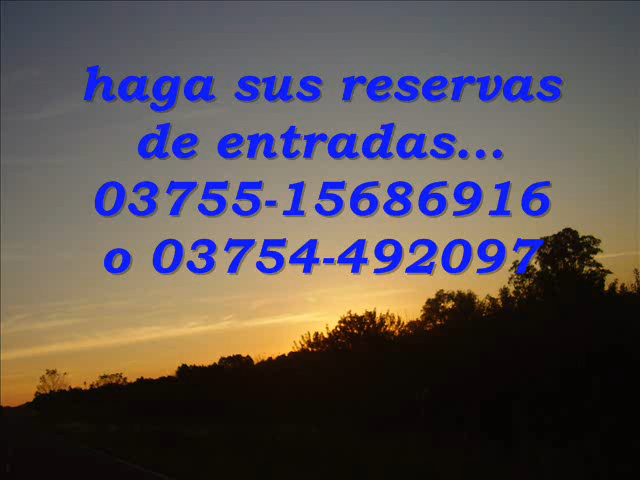 haga sus reservas
de entradas...
03755-15686916
o 03754-492097